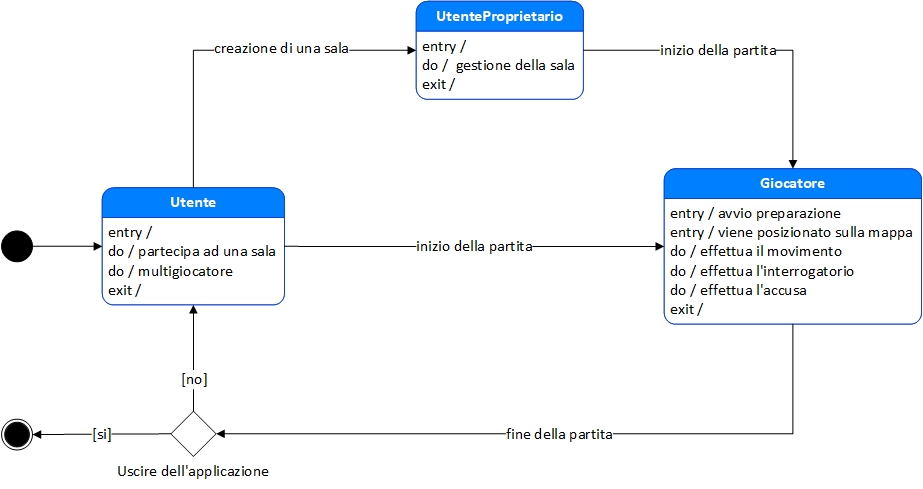 UtenteProprietario
entry /
do /  gestione della sala
exit /
creazione di una sala
inizio della partita
Utente
entry /
do / partecipa ad una sala
do / multigiocatore
exit /
inizio della partita
Giocatore
entry / avvio preparazione
entry / viene posizionato sulla mappa
do / effettua il movimento
do / effettua l'interrogatorio
do / effettua l'accusa
exit /
[no]
[si]
fine della partita
Uscire dell'applicazione